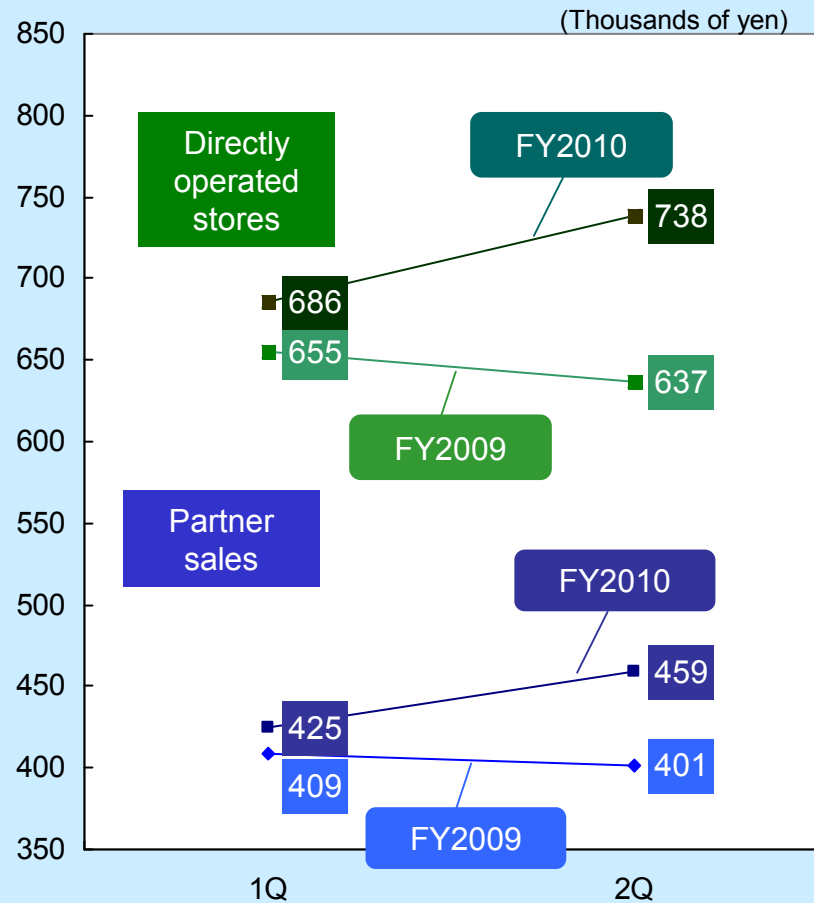 (Thousands of yen)
850
800
750
700
650
600
550
500
450
400
350
Directly
operated
stores
FY2010
738
686
655
637
FY2009
Partner
sales
FY2010
459
425
409
401
FY2009
1Q
2Q